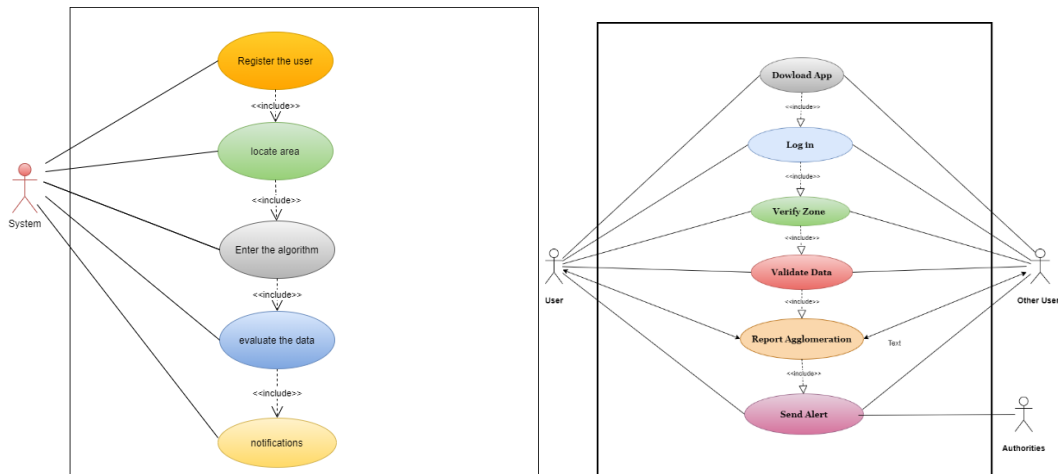 Register the user
<<include>>
locate area
<<include>>
System
Enter the algorithm
<<include>>
evaluate the data
<<include>>
notifications
Dowload App
<<include>>
Log in
<<include>>
Verify Zone
<<include>>
Validate Data
User
Other User
<<include>>
Report Agglomeration
Text
<<include>>
Send Alert
Authorities